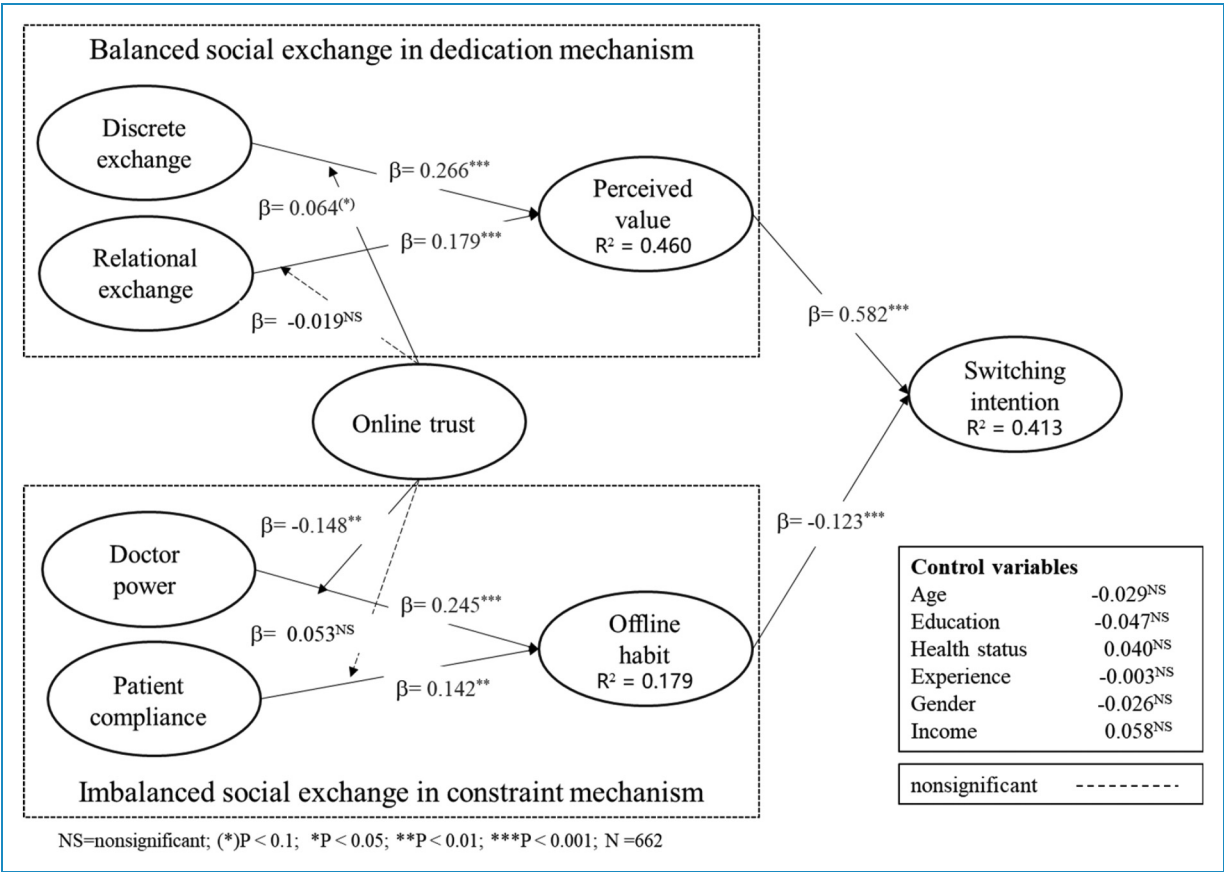 Balanced social exchange in dedication mechanism
Discrete
exchange
β= 0.266***
β= 0.064(*)
Perceived
value
R² = 0.460
Relational
exchange
β= 0.179***
β= -0.019NS
β= 0.582***
Online trust
Switching
intention
R² = 0.413
β= -0.148**
Doctor
power
β= 0.245***
β= 0.053NS
β= -0.123***
Offline
habit
R² = 0.179
Patient
compliance
β= 0.142**
Imbalanced social exchange in constraint mechanism
Control variables
Age -0.029NS
Education -0.047NS
Health status 0.040NS
Experience -0.003NS
Gender -0.026NS
Income 0.058NS
nonsignificant
NS=nonsignificant; (*)P < 0.1; *P < 0.05; **P < 0.01; ***P < 0.001; N =662